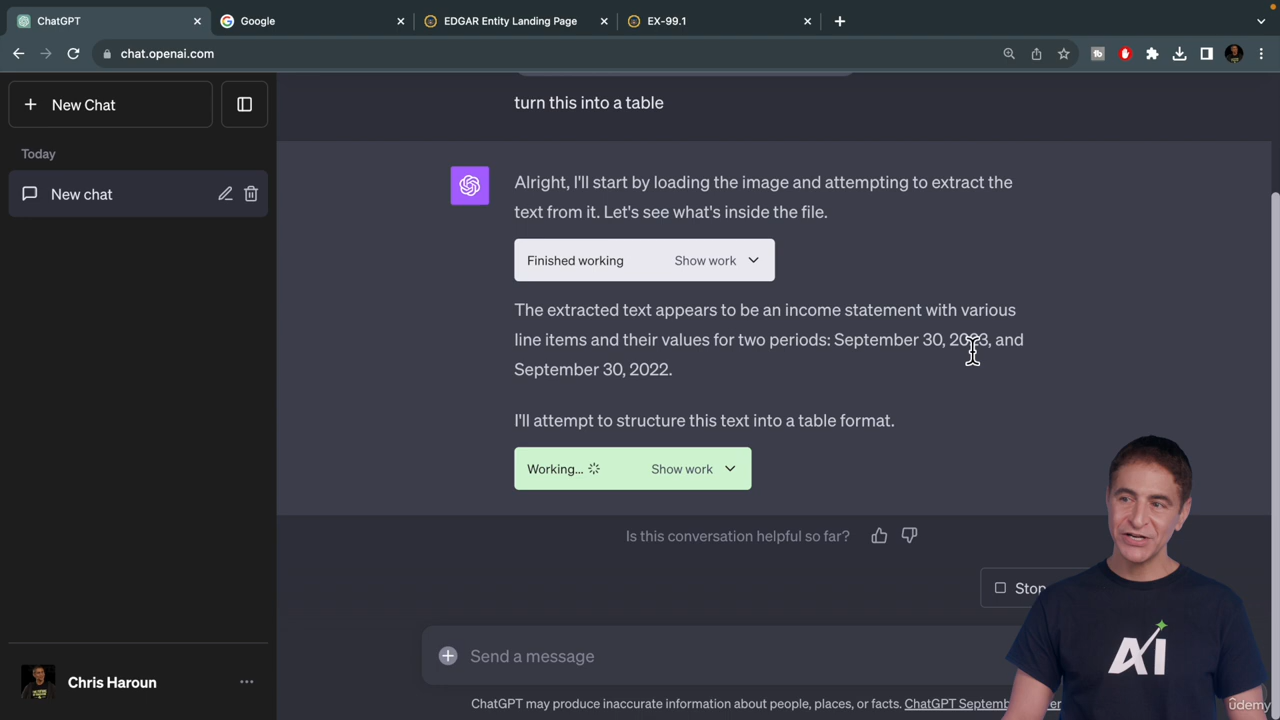 ChatGPT
Google
EDGAR Entity Landing Page
EX-99.1
chat.openai.com
New Chat
Today
New chat
turn this into a table
Alright, I'll start by loading the image and attempting to extract the
text from it. Let's see what's inside the file.
Finished working Show work
The extracted text appears to be an income statement with various
line items and their values for two periods: September 30, 2023, and
September 30, 2022.
I'll attempt to structure this text into a table format.
Working... Show work
Is this conversation helpful so far?
Stop
Send a message
Chris Haroun
ChatGPT may produce inaccurate information about people, places, or facts. ChatGPT Septemb
AI
ûdemy